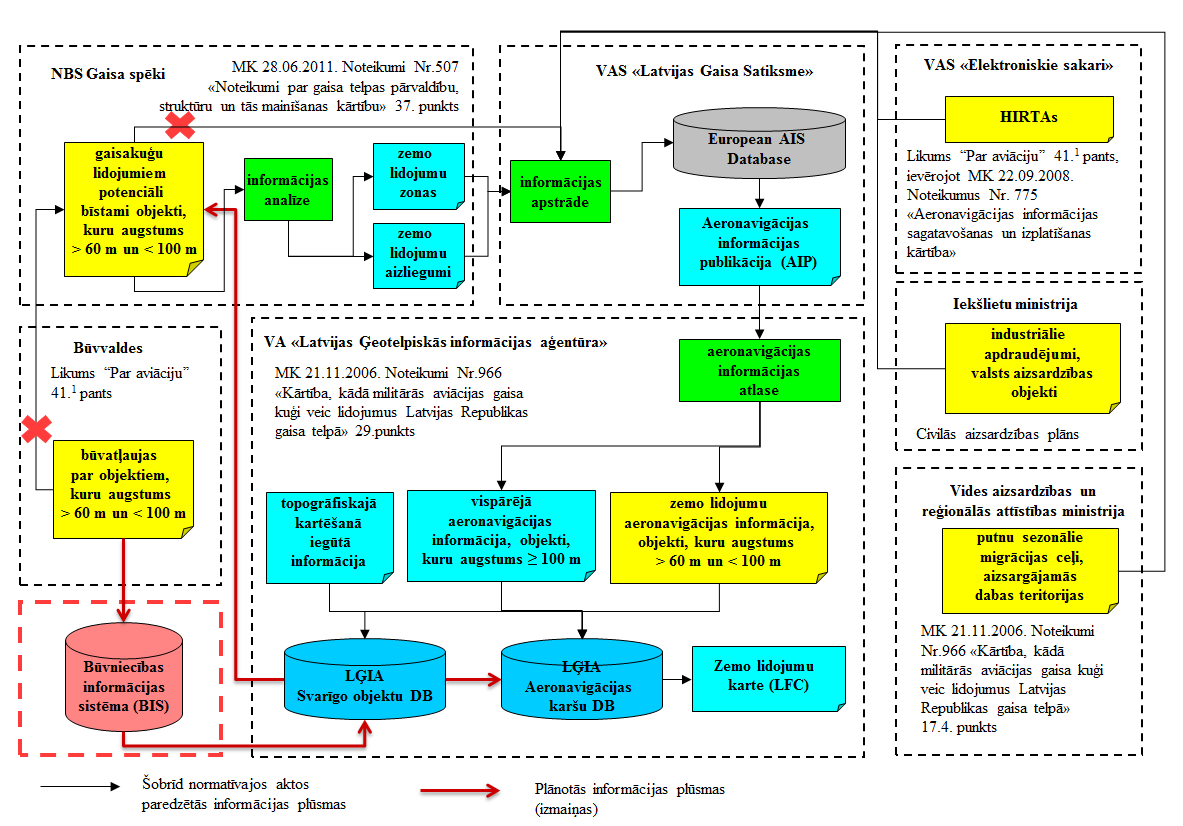 NBS Gaisa spēki
MK 28.06.2011. Noteikumi Nr.507
«Noteikumi par gaisa telpas pārvaldību,
struktūru un tās mainīšanas kārtību» 37. punkts
gaisakuģu
lidojumiem
potenciāli
bīstami objekti,
kuru augstums
> 60 m un < 100 m
informācijas
analīze
zemo
lidojumu
zonas
zemo
lidojumu
aizliegumi
VAS «Latvijas Gaisa Satiksme»
informācijas
apstrāde
European AIS
Database
Aeronavigācijas
informācijas
publikācija (AIP)
VAS «Elektroniskie sakari»
HIRTAs
Likums “Par aviāciju” 41.1 pants,
ievērojot MK 22.09.2008.
Noteikumus Nr. 775
«Aeronavigācijas informācijas
sagatavošanas un izplatīšanas
kārtība»
Iekšlietu ministrija
industriālie
apdraudējumi,
valsts aizsardzības
objekti
Civilās aizsardzības plāns
Vides aizsardzības un
reģionālās attīstības ministrija
putnu sezonālie
migrācijas ceļi,
aizsargājamās
dabas teritorijas
MK 21.11.2006. Noteikumi
Nr.966 «Kārtība, kādā
militārās aviācijas gaisa kuģi
veic lidojumus Latvijas
Republikas gaisa telpā»
17.4. punkts
Būvvaldes
Likums “Par aviāciju”
41.1 pants
būvatļaujas
par objektiem,
kuru augstums
> 60 m un < 100 m
Būvniecības
informācijas
sistēma (BIS)
VA «Latvijas Ģeotelpiskās informācijas aģentūra»
MK 21.11.2006. Noteikumi Nr.966
«Kārtība, kādā militārās aviācijas gaisa
kuģi veic lidojumus Latvijas Republikas
gaisa telpā» 29.punkts
aeronavigācijas
informācijas
atlase
topogrāfiskajā
kartēšanā
iegūtā
informācija
vispārējā
aeronavigācijas
informācija, objekti,
kuru augstums ≥ 100 m
zemo lidojumu
aeronavigācijas informācija,
objekti, kuru augstums
> 60 m un < 100 m
LĢIA
Svarīgo objektu DB
LĢIA
Aeronavigācijas
karšu DB
Zemo lidojumu
karte (LFC)
Šobrīd normatīvajos aktos
paredzētās informācijas plūsmas
Plānotās informācijas plūsmas
(izmaiņas)